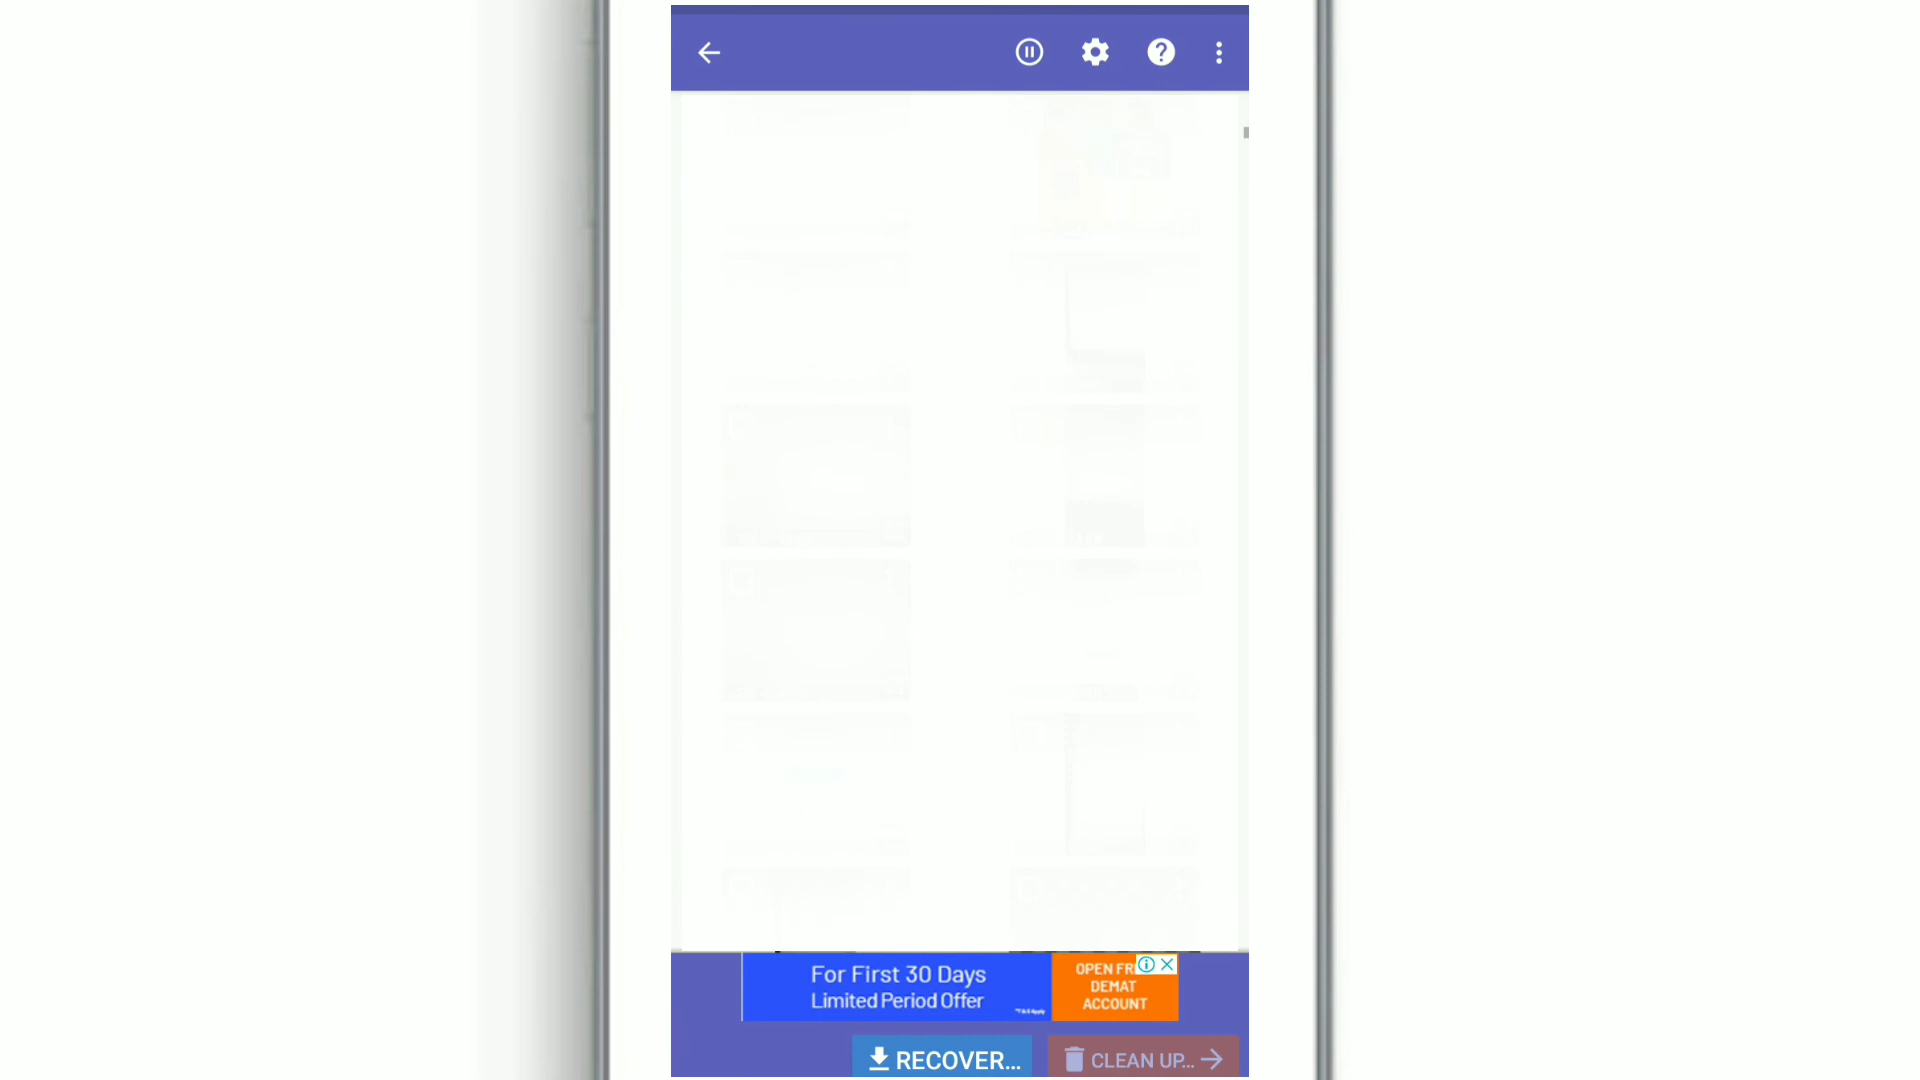 For First 30 Days
Limited Period Offer
OPEN FR
DEMAT
ACCOUNT
RECOVER...
CLEAN UP...